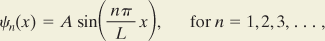 ψₙ(x) = A sin(nπ/L x),   for n = 1,2,3, . . . ,